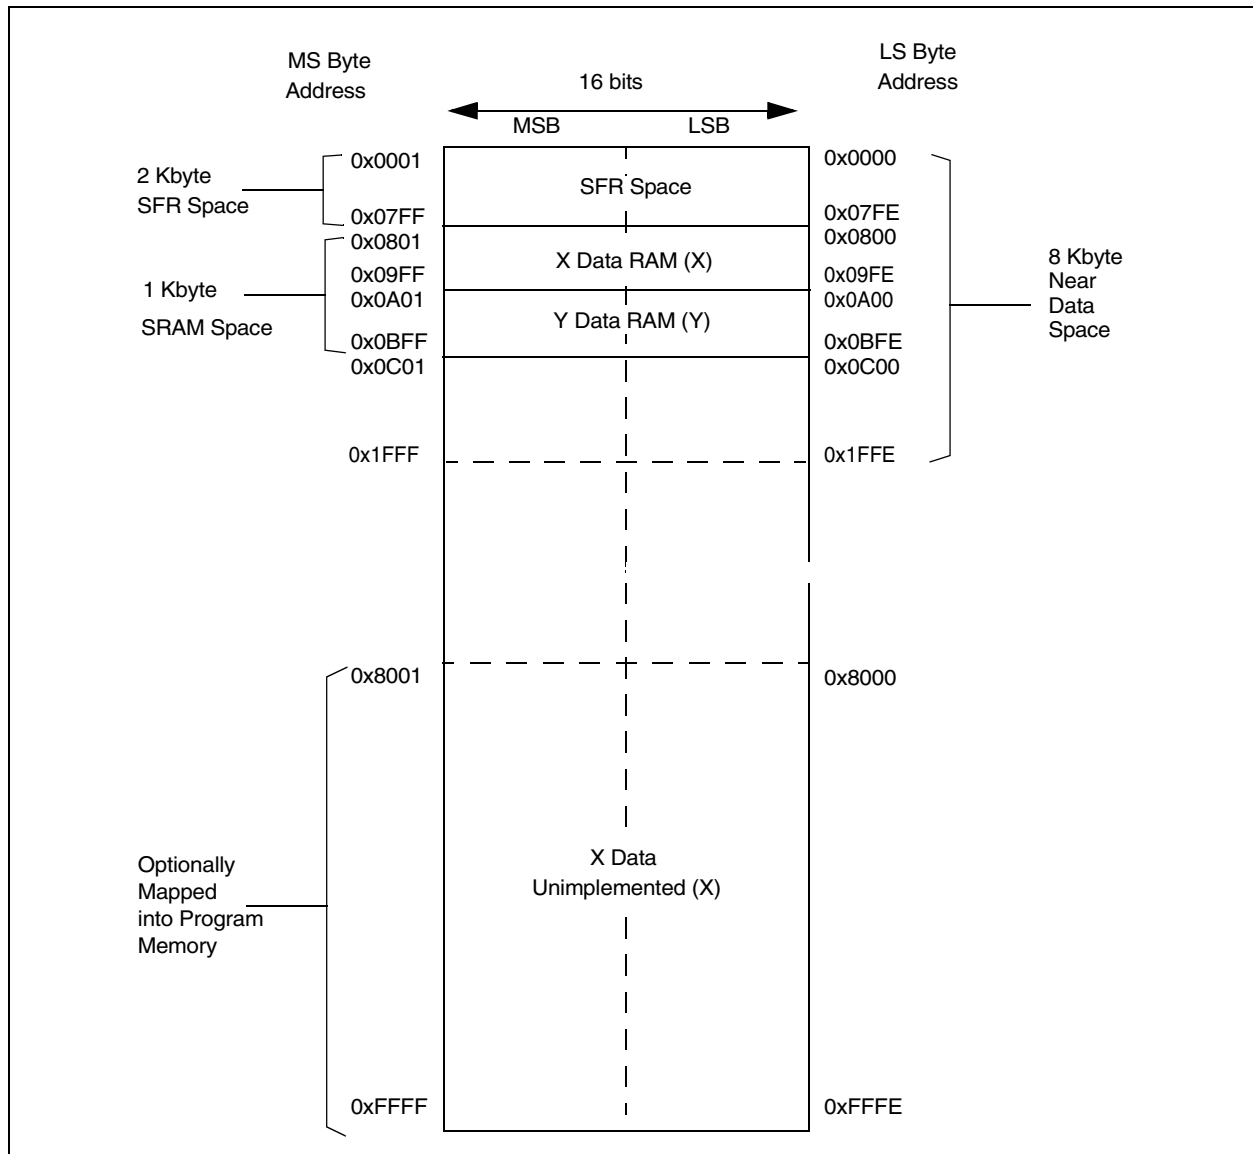 MS Byte
Address
LS Byte
Address
16 bits
MSB
LSB
2 Kbyte
SFR Space
0x0001
0x07FF
SFR Space
0x0000
0x07FE
1 Kbyte
SRAM Space
0x0801
0x09FF
0x0A01
0x0BFF
0x0C01
X Data RAM (X)
Y Data RAM (Y)
0x0800
0x09FE
0x0A00
0x0BFE
0x0C00
8 Kbyte
Near
Data
Space
0x1FFF
0x1FFE
0x8001
0x8000
Optionally
Mapped
into Program
Memory
X Data
Unimplemented (X)
0xFFFF
0xFFFE